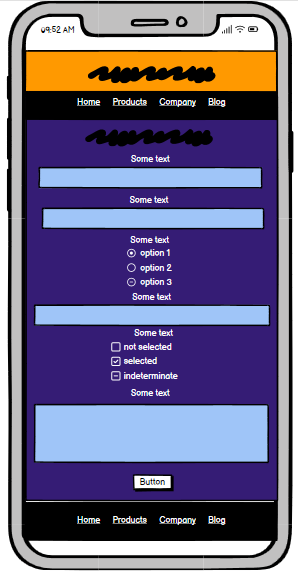 09:52 AM
Home Products Company Blog
Some text
Some text
Some text
option 1
option 2
option 3
Some text
Some text
not selected
selected
indeterminate
Some text
Button
Home Products Company Blog